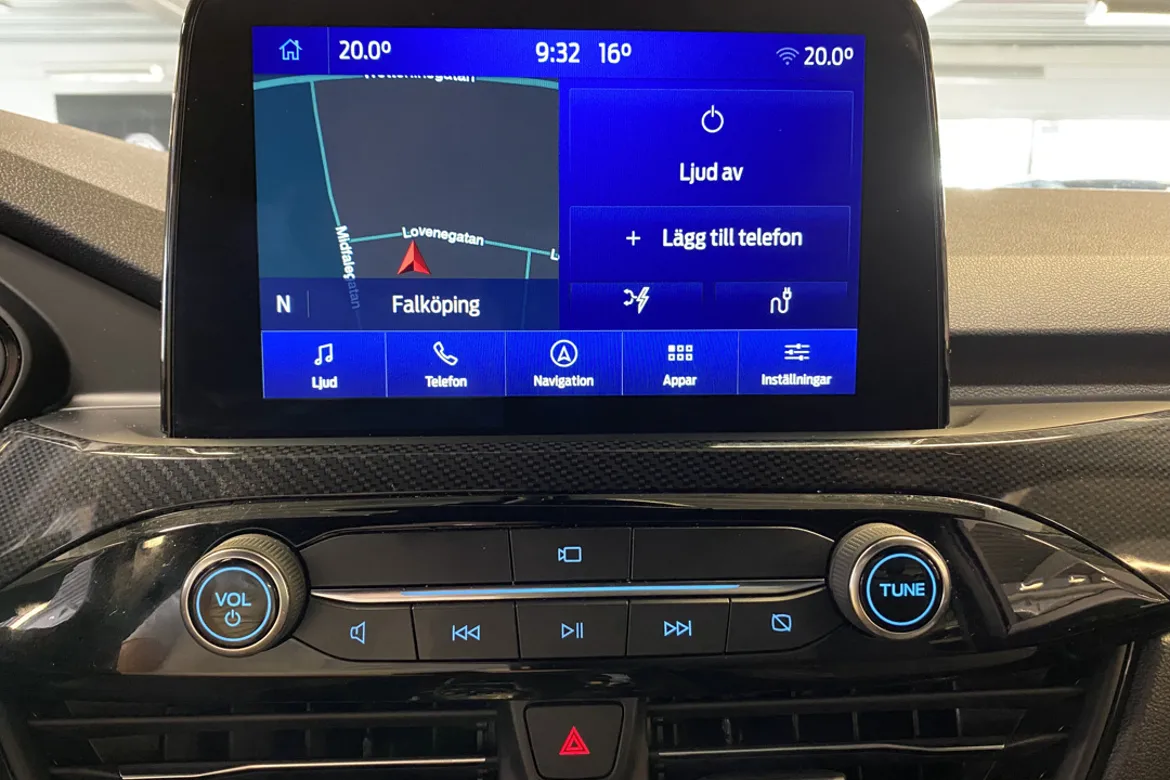 20.0°
9:32 16°
20.0°
Ljud av
Lovenegatan
Midfalegatan
+ Lägg till telefon
N
Falköping
Ljud
Telefon
Navigation
Appar
Inställningar
VOL
TUNE